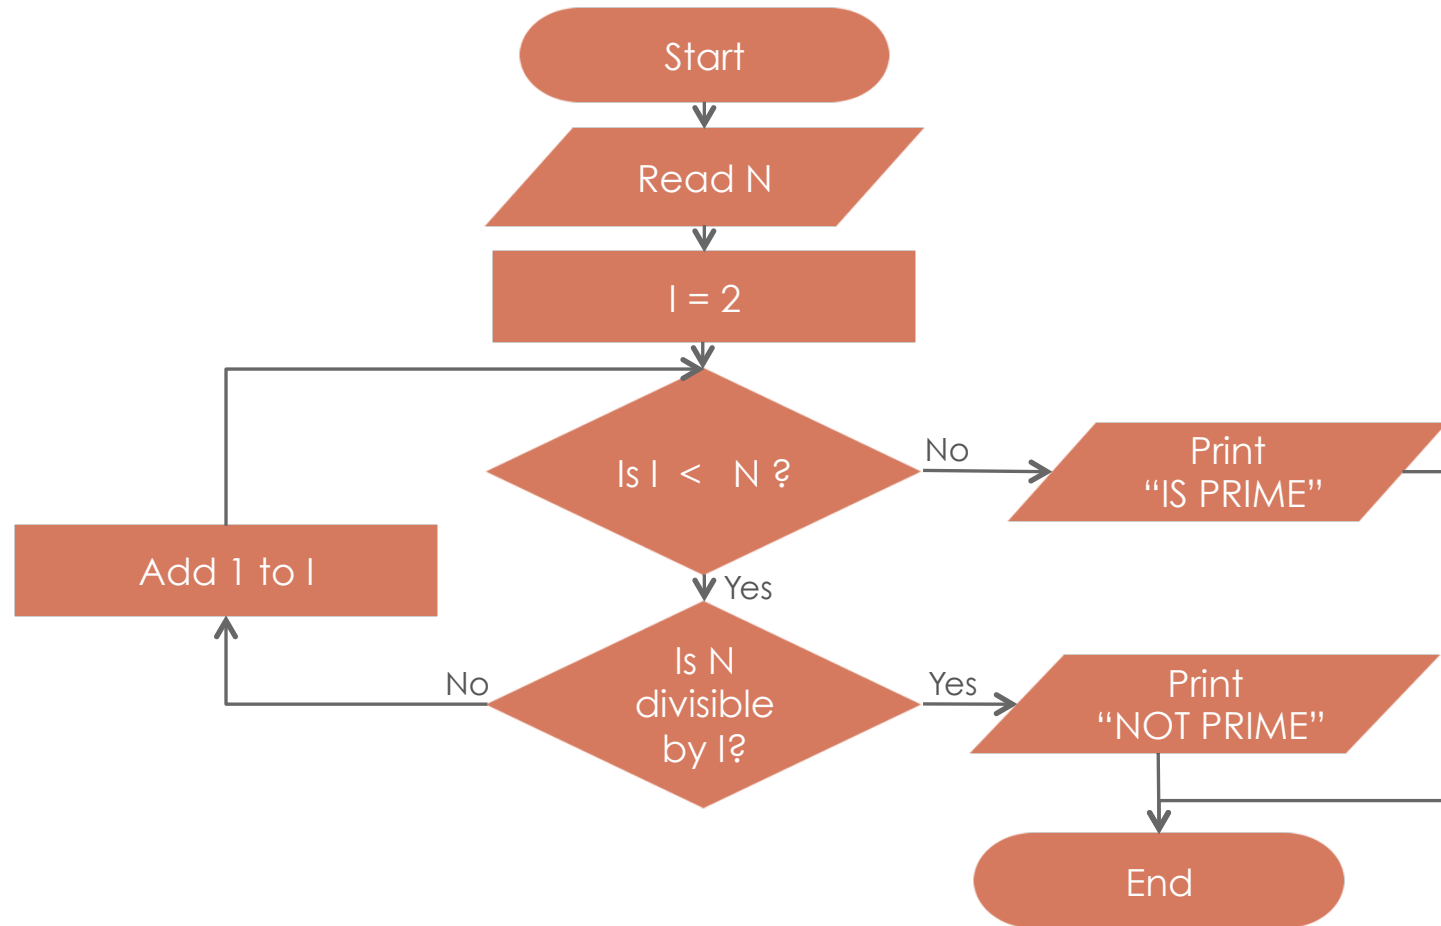 Start
Read N
I = 2
Is I < N ?
No
Print
“IS PRIME”
Add 1 to I
Yes
Is N
divisible
by I?
No
Yes
Print
“NOT PRIME”
End